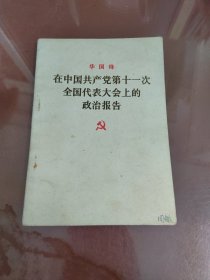 华国锋
在中国共产党第十一次
全国代表大会上的
政治报告